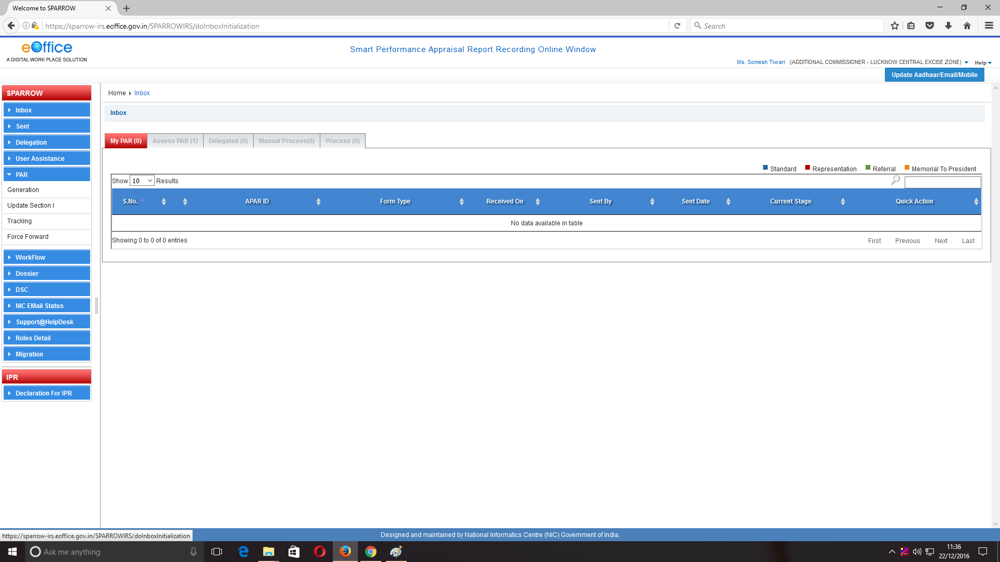 Welcome to SPARROW
https://sparrow-irs.eoffice.gov.in/SPARROWIRS/doInboxInitialization
Search
eOffice
A DIGITAL WORK PLACE SOLUTION
Smart Performance Appraisal Report Recording Online Window
Ms. Somesh Tiwari (ADDITIONAL COMMISSIONER - LUCKNOW CENTRAL EXCISE ZONE) Help
Update Aadhaar/Email/Mobile
SPARROW
Inbox
Sent
Delegation
User Assistance
PAR
Generation
Update Section I
Tracking
Force Forward
WorkFlow
Dossier
DSC
NIC EMail Status
Support@HelpDesk
Roles Detail
Migration
IPR
Declaration For IPR
Home Inbox
Inbox
My PAR (0) Assess PAR (1) Delegated (0) Manual Process(0) Process (0)
Standard Representation Referral Memorial To President
Show 10 Results
S.No. APAR ID Form Type Received On Sent By Sent Date Current Stage Quick Action
No data available in table
Showing 0 to 0 of 0 entries
First Previous Next Last
https://sparrow-irs.eoffice.gov.in/SPARROWIRS/doInboxInitialization
Designed and maintained by National Informatics Centre (NIC) Government of India.
Ask me anything
11:36
22/12/2016